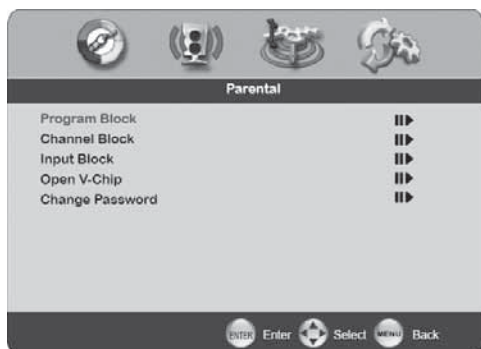 Parental
Program Block
Channel Block
Input Block
Open V-Chip
Change Password
ENTER Enter Select MENU Back